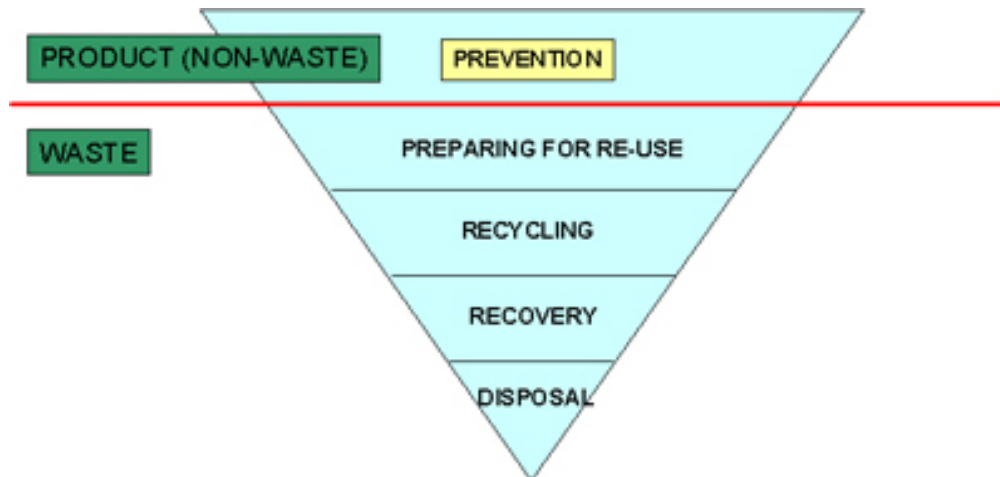 PRODUCT (NON-WASTE)
PREVENTION
WASTE
PREPARING FOR RE-USE
RECYCLING
RECOVERY
DISPOSAL